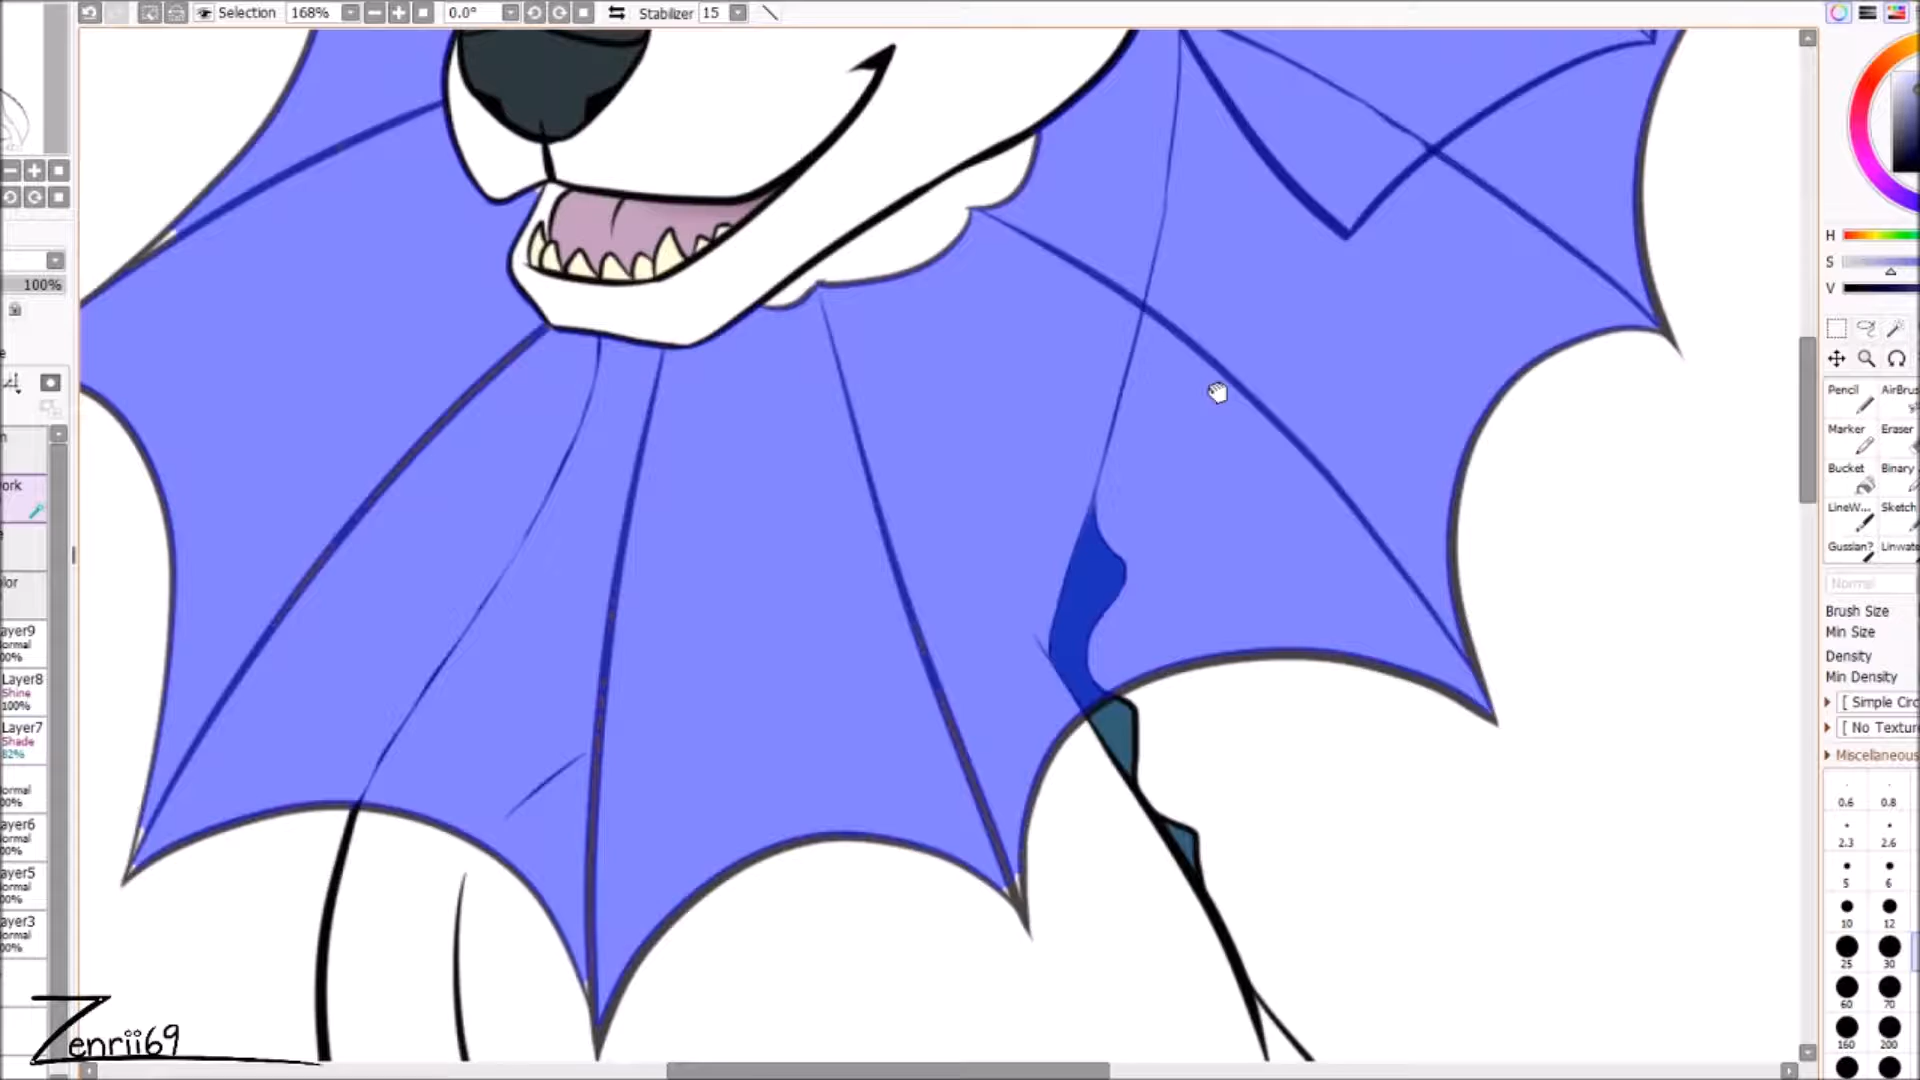 Selection 168% 0.0° Stabilizer 15
100%
H
S
V
Pencil AirBrus
Marker Eraser
Bucket Binary
LineW... Sketch
Gussian? Linwate
Normal
Brush Size
Min Size
Density
Min Density
[ Simple Circ
[ No Texture
Miscellaneous
0.6 0.8
2.3 2.6
5 6
10 12
25 30
60 70
160 200
ork
olor
ayer9
ormal
00%
Layer8
Shine
100%
Layer7
Shade
82%
ormal
00%
ayer6
ormal
00%
ayer5
ormal
00%
ayer3
ormal
00%
Zenrii69